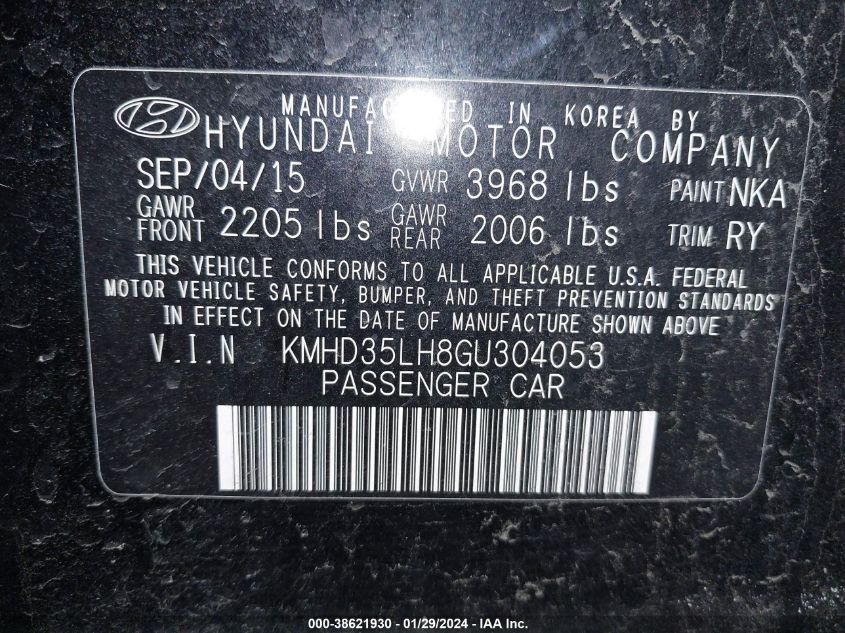 MANUFACTURED IN KOREA BY
HYUNDAI MOTOR COMPANY
SEP/04/15 GVWR 3968 lbs PAINT NKA
GAWR FRONT 2205 lbs GAWR REAR 2006 lbs TRIM RY
THIS VEHICLE CONFORMS TO ALL APPLICABLE U.S.A. FEDERAL
MOTOR VEHICLE SAFETY, BUMPER, AND THEFT PREVENTION STANDARDS
IN EFFECT ON THE DATE OF MANUFACTURE SHOWN ABOVE
V.I.N KMHD35LH8GU304053
PASSENGER CAR
000-38621930 - 01/29/2024 - IAA Inc.